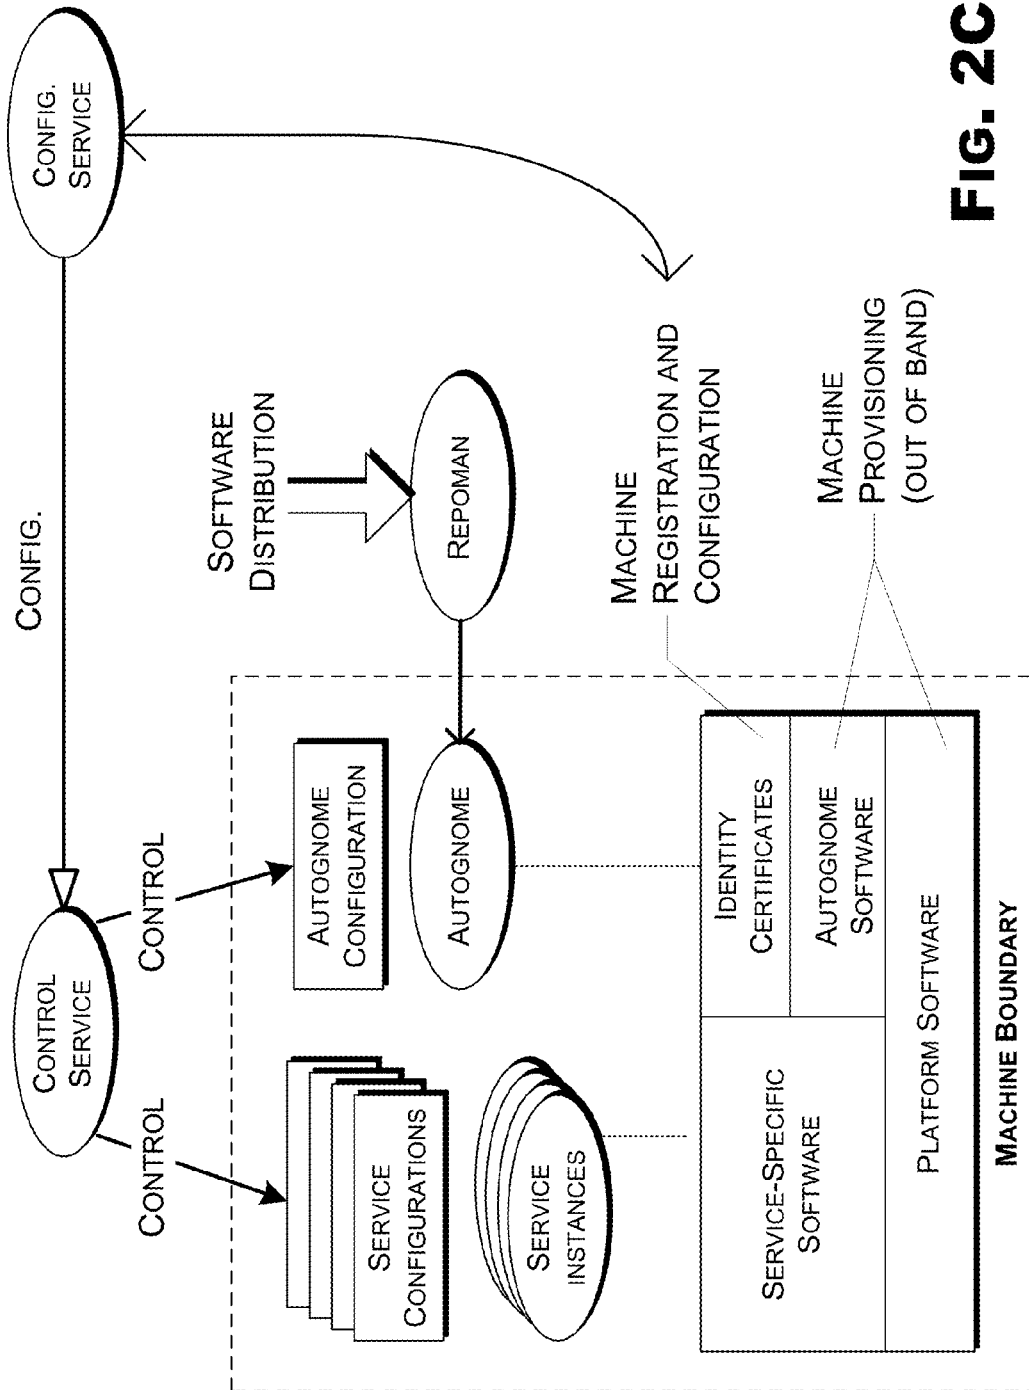 CONTROL
SERVICE
CONFIG.
CONFIG.
SERVICE
CONTROL
CONTROL
SERVICE
CONFIGURATIONS
AUTOGNOME
CONFIGURATION
SOFTWARE
DISTRIBUTION
SERVICE
INSTANCES
AUTOGNOME
REPOMAN
SERVICE-SPECIFIC
SOFTWARE
IDENTITY
CERTIFICATES
AUTOGNOME
SOFTWARE
PLATFORM SOFTWARE
MACHINE
REGISTRATION AND
CONFIGURATION
MACHINE
PROVISIONING
(OUT OF BAND)
MACHINE BOUNDARY
FIG. 2C